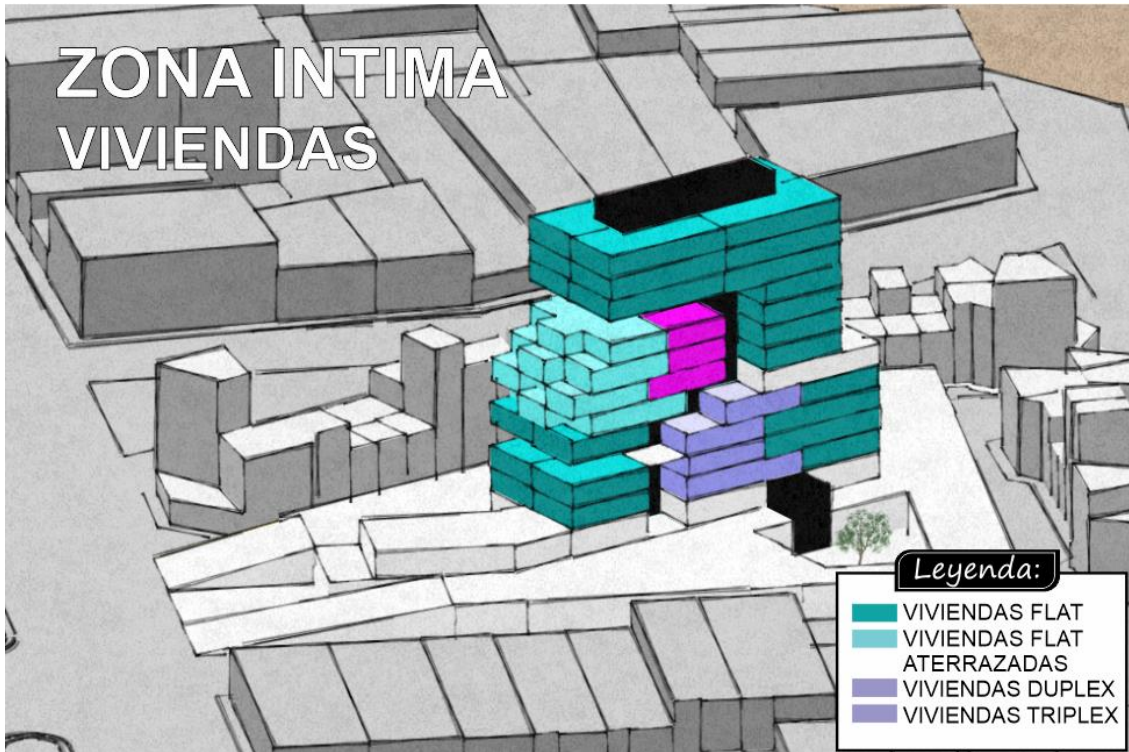 ZONA INTIMA
VIVIENDAS
Leyenda:
VIVIENDAS FLAT
VIVIENDAS FLAT
ATERRAZADAS
VIVIENDAS DUPLEX
VIVIENDAS TRIPLEX